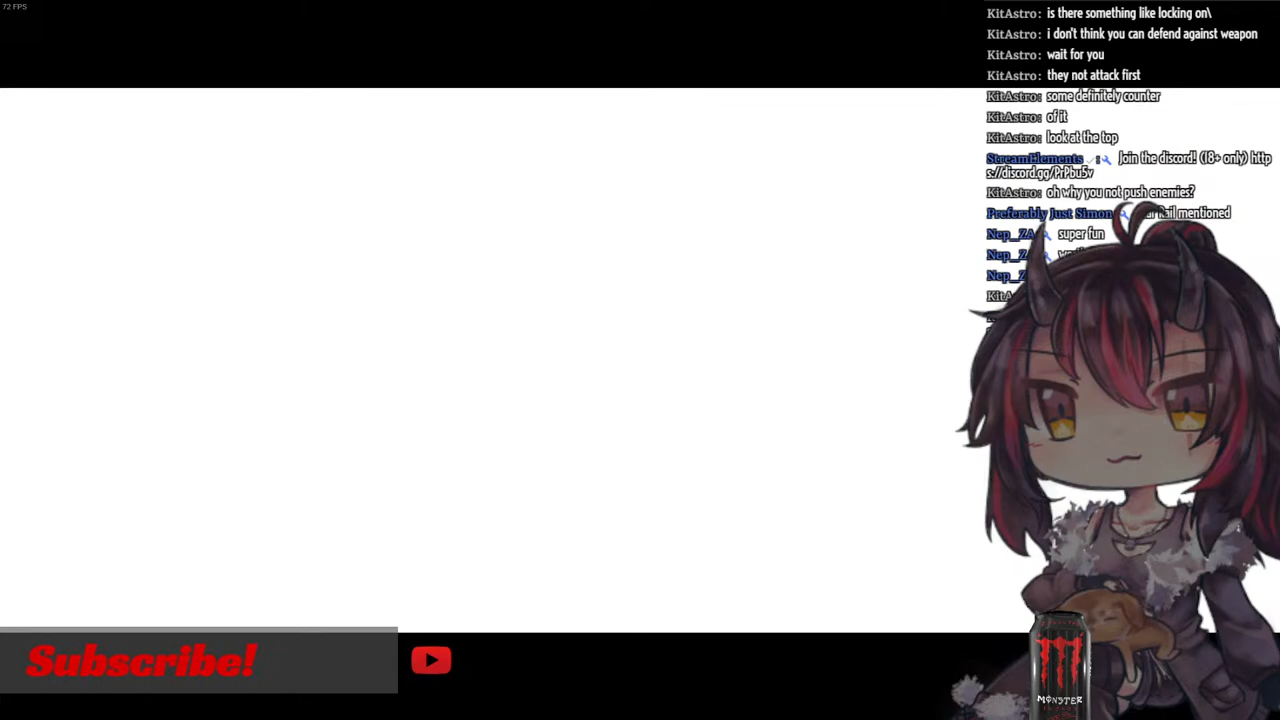 72 FPS
KitAstro: is there something like locking on\
KitAstro: i don't think you can defend against weapon
KitAstro: wait for you
KitAstro: they not attack first
KitAstro: some definitely counter
KitAstro: of it
KitAstro: look at the top
StreamElements : Join the discord! (18+ only) http
s://discord.gg/PrPbu5v
KitAstro: oh why you not push enemies?
Preferably Just Simon mentioned
Nep_ZA super fun
Subscribe!
MONSTER